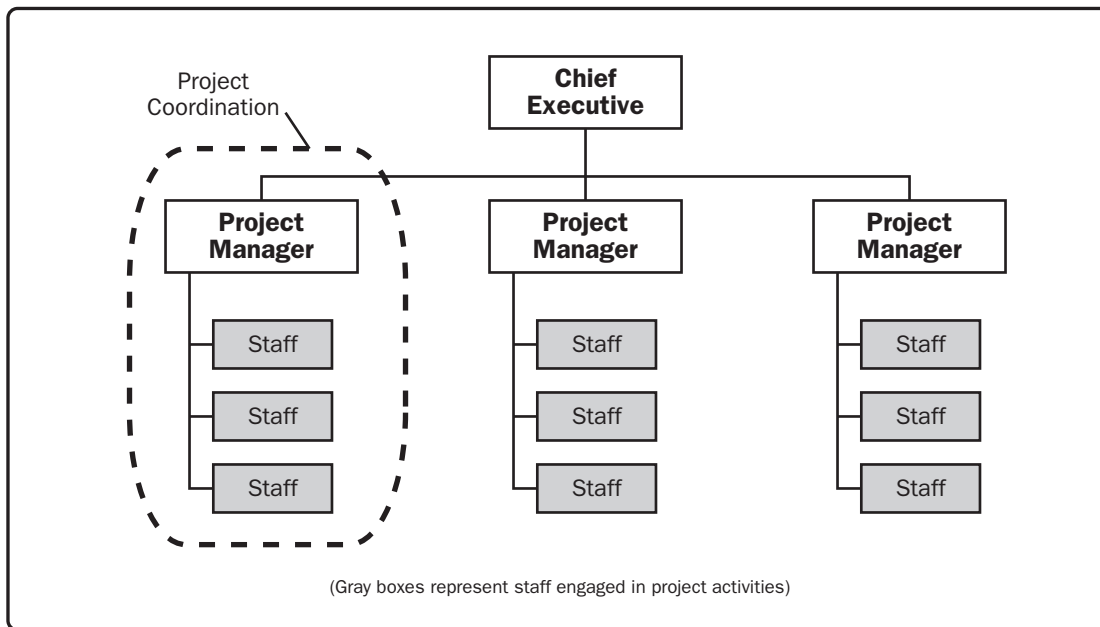 Project
Coordination
Chief
Executive
Project
Manager
Project
Manager
Project
Manager
Staff
Staff
Staff
Staff
Staff
Staff
Staff
Staff
Staff
(Gray boxes represent staff engaged in project activities)